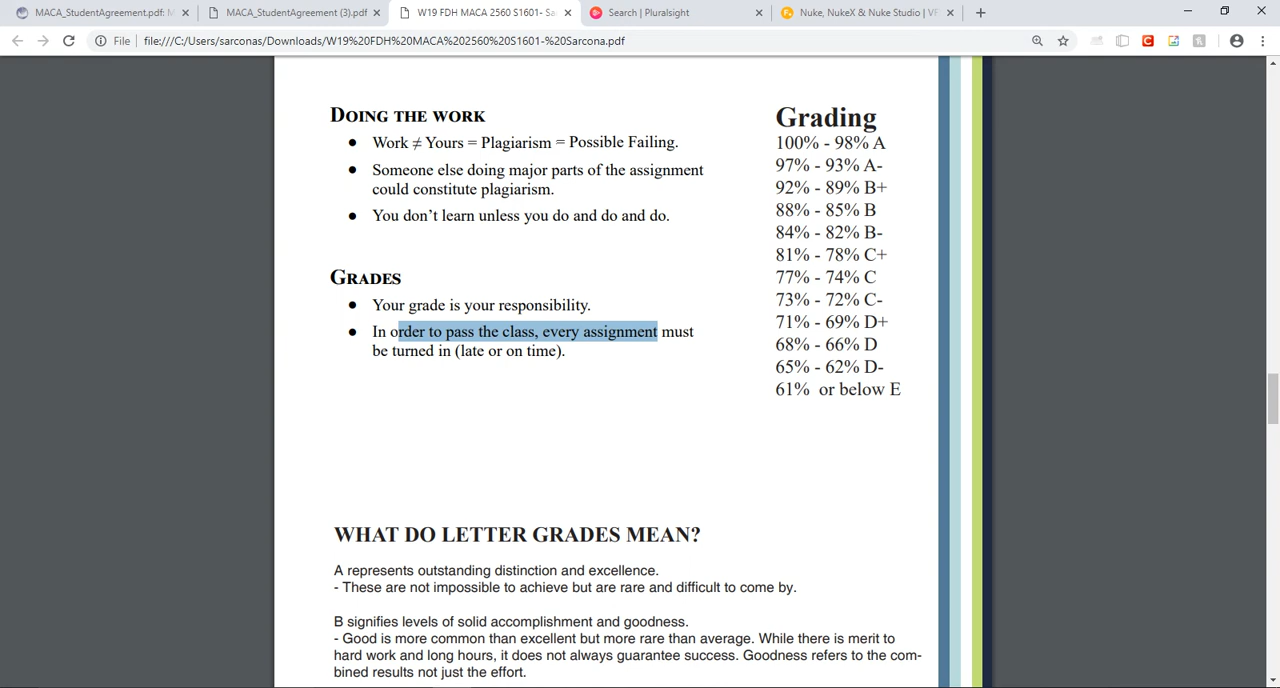 MACA_StudentAgreement.pdf: M
MACA_StudentAgreement (3).pdf
W19 FDH MACA 2560 S1601- Sa
Search | Pluralsight
Nuke, NukeX & Nuke Studio | VF
File | file:///C:/Users/sarconas/Downloads/W19%20FDH%20MACA%202560%20S1601-%20Sarcona.pdf
DOING THE WORK
● Work ≠ Yours = Plagiarism = Possible Failing.
● Someone else doing major parts of the assignment
could constitute plagiarism.
● You don't learn unless you do and do and do.
GRADES
● Your grade is your responsibility.
● In order to pass the class, every assignment must
be turned in (late or on time).
Grading
100% - 98% A
97% - 93% A-
92% - 89% B+
88% - 85% B
84% - 82% B-
81% - 78% C+
77% - 74% C
73% - 72% C-
71% - 69% D+
68% - 66% D
65% - 62% D-
61% or below E
WHAT DO LETTER GRADES MEAN?
A represents outstanding distinction and excellence.
- These are not impossible to achieve but are rare and difficult to come by.
B signifies levels of solid accomplishment and goodness.
- Good is more common than excellent but more rare than average. While there is merit to
hard work and long hours, it does not always guarantee success. Goodness refers to the com-
bined results not just the effort.